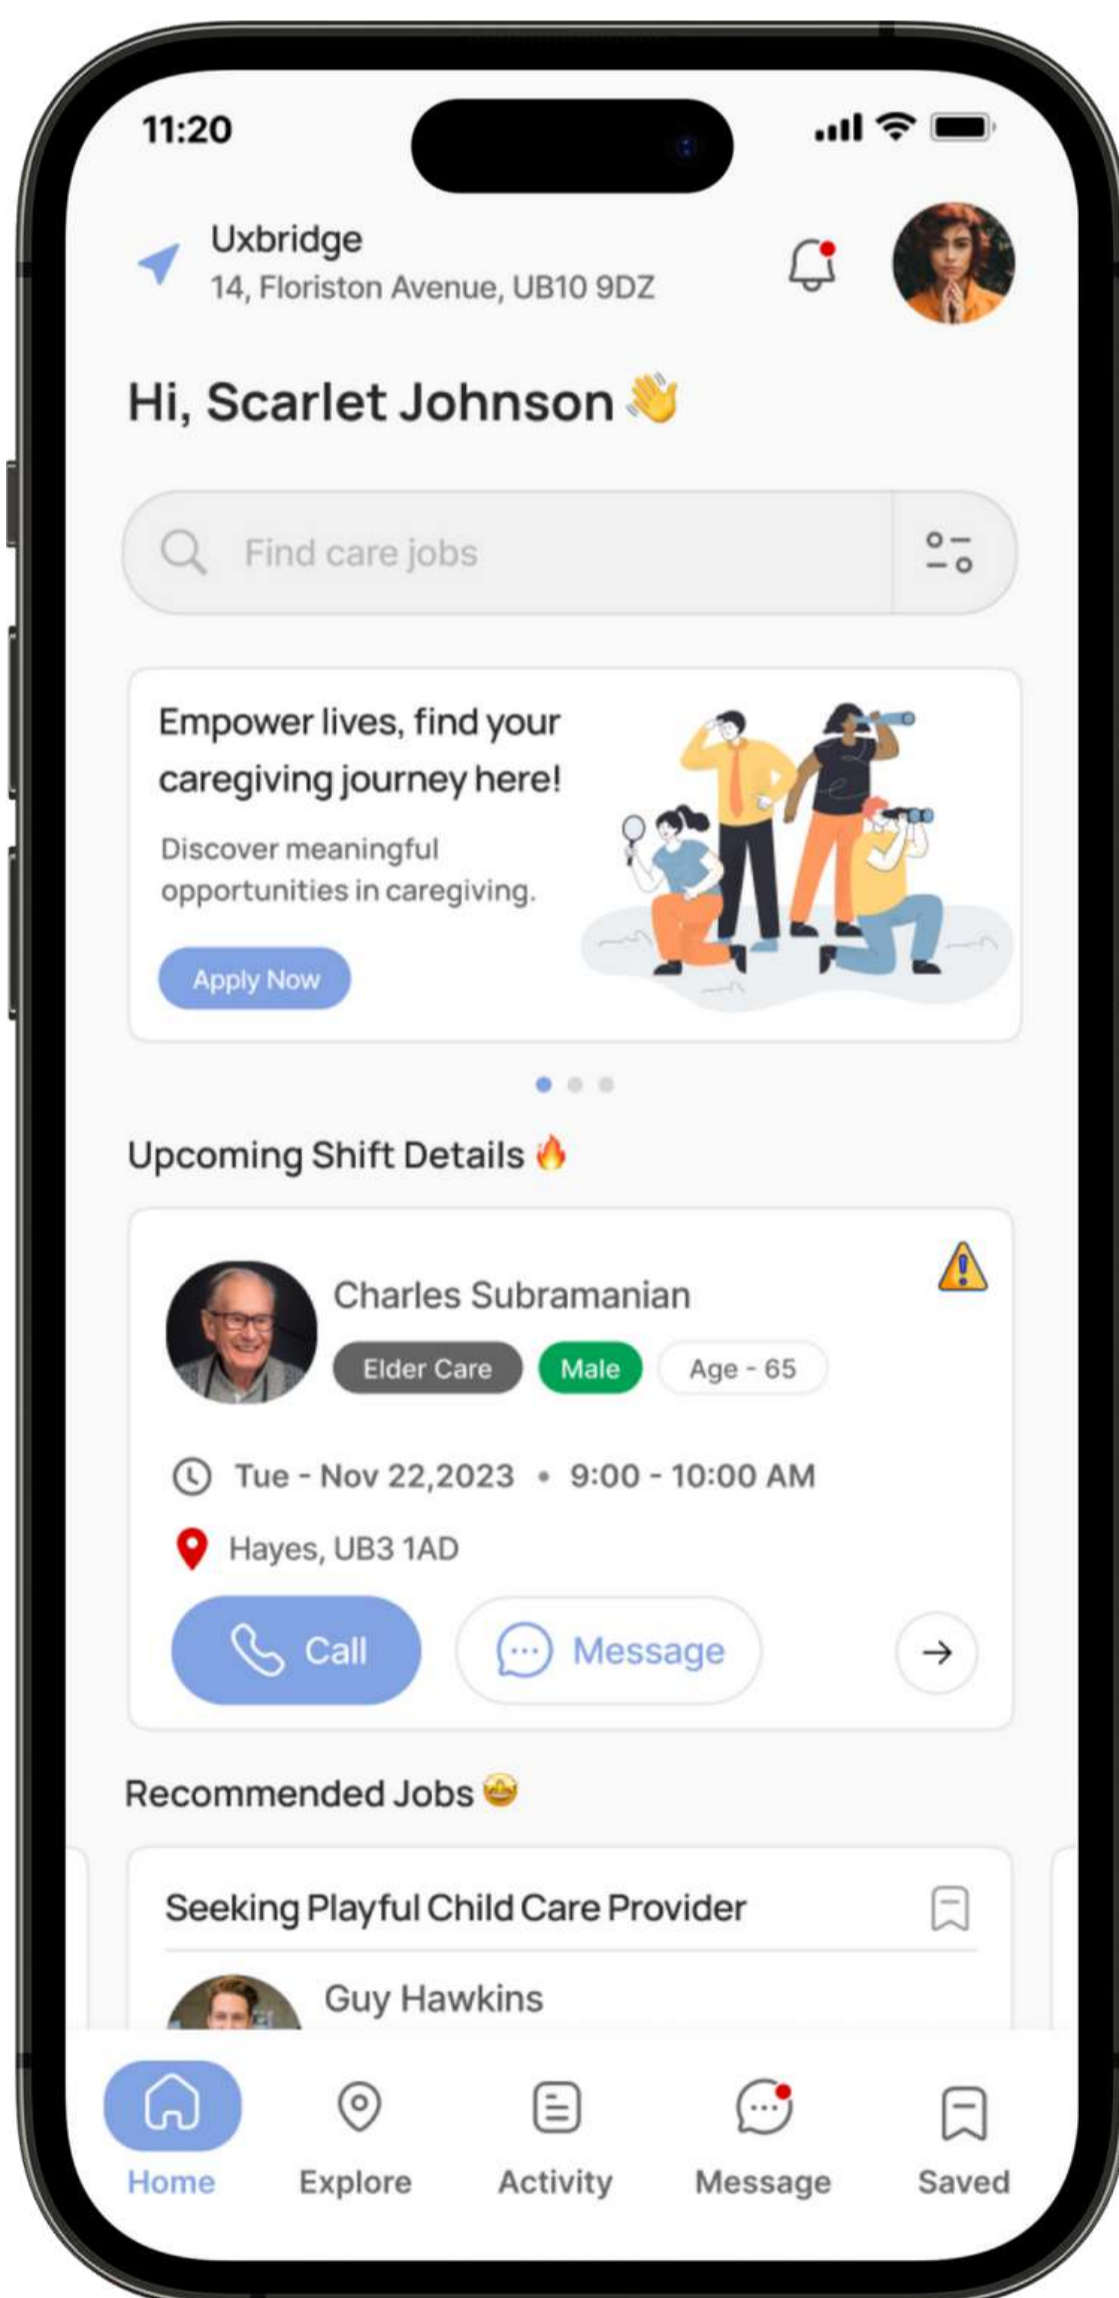 11:20
Uxbridge
14, Floriston Avenue, UB10 9DZ
Hi, Scarlet Johnson 👋
Find care jobs
Empower lives, find your
caregiving journey here!
Discover meaningful
opportunities in caregiving.
Apply Now
Upcoming Shift Details 🔥
Charles Subramanian
Elder Care Male Age - 65
Tue - Nov 22,2023 • 9:00 - 10:00 AM
Hayes, UB3 1AD
Call Message
Recommended Jobs 🤩
Seeking Playful Child Care Provider
Guy Hawkins
Home Explore Activity Message Saved